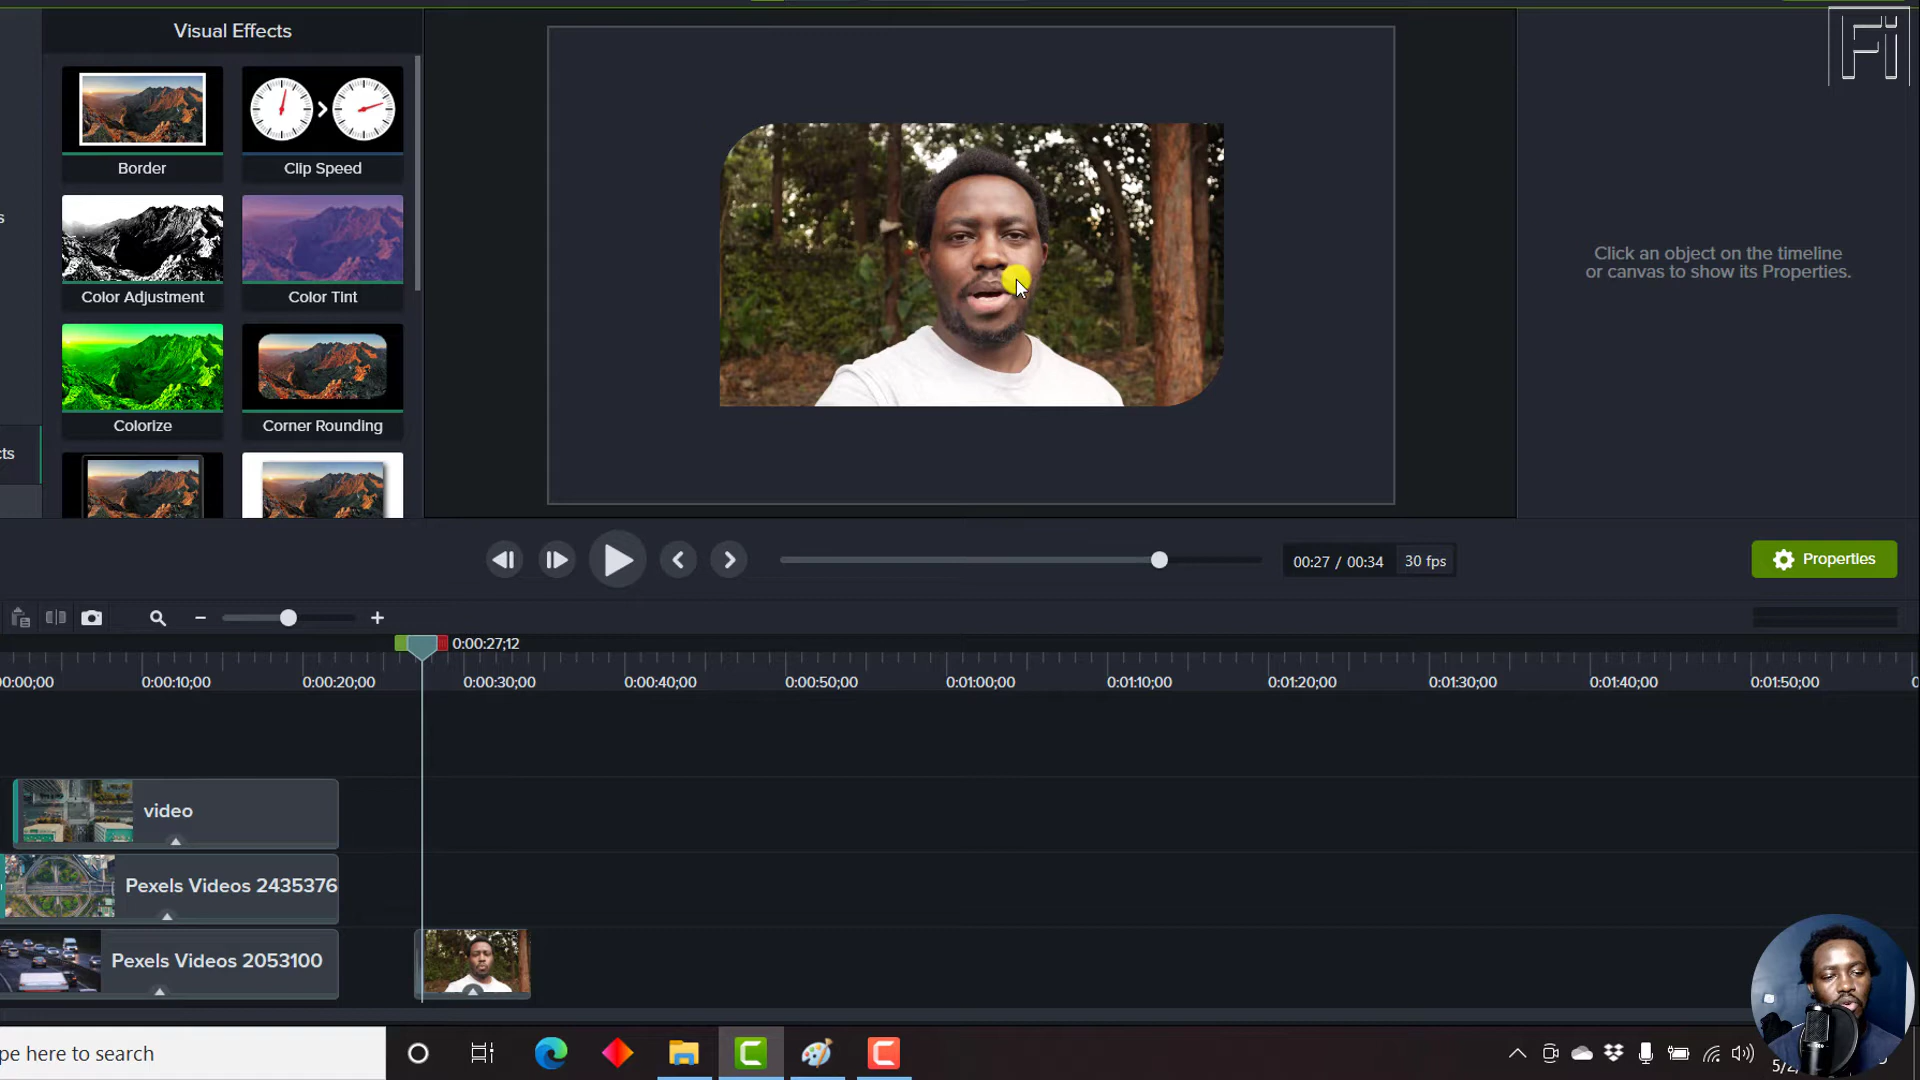 Visual Effects
Fi
Border
Clip Speed
Color Adjustment
Color Tint
Colorize
Corner Rounding
Click an object on the timeline
or canvas to show its Properties.
00:27 / 00:34
30 fps
Properties
0:00:27;12
00:00;00
0:00:10;00
0:00:20;00
0:00:30;00
0:00:40;00
0:00:50;00
0:01:00;00
0:01:10;00
0:01:20;00
0:01:30;00
0:01:40;00
0:01:50;00
video
Pexels Videos 2435376
Pexels Videos 2053100
pe here to search